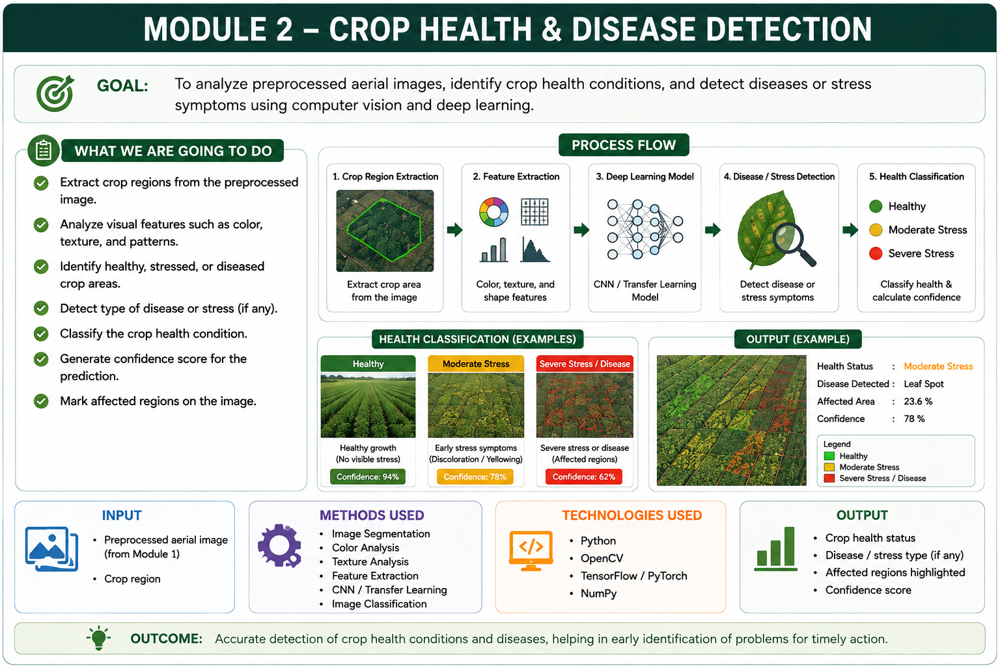 MODULE 2 – CROP HEALTH & DISEASE DETECTION
GOAL:
To analyze preprocessed aerial images, identify crop health conditions, and detect diseases or stress
symptoms using computer vision and deep learning.
WHAT WE ARE GOING TO DO
Extract crop regions from the preprocessed
image.
Analyze visual features such as color,
texture, and patterns.
Identify healthy, stressed, or diseased
crop areas.
Detect type of disease or stress (if any).
Classify the crop health condition.
Generate confidence score for the
prediction.
Mark affected regions on the image.
PROCESS FLOW
1. Crop Region Extraction
Extract crop area
from the image
2. Feature Extraction
Color, texture, and
shape features
3. Deep Learning Model
CNN / Transfer Learning
Model
4. Disease / Stress Detection
Detect disease or
stress symptoms
5. Health Classification
Healthy
Moderate Stress
Severe Stress
Classify health &
calculate confidence
HEALTH CLASSIFICATION (EXAMPLES)
Healthy
Healthy growth
(No visible stress)
Confidence: 94%
Moderate Stress
Early stress symptoms
(Discoloration / Yellowing)
Confidence: 78%
Severe Stress / Disease
Severe stress or disease
(Affected regions)
Confidence: 62%
OUTPUT (EXAMPLE)
Health Status : Moderate Stress
Disease Detected : Leaf Spot
Affected Area : 23.6 %
Confidence : 78 %
Legend
Healthy
Moderate Stress
Severe Stress / Disease
INPUT
• Preprocessed aerial image
(from Module 1)
• Crop region
METHODS USED
• Image Segmentation
• Color Analysis
• Texture Analysis
• Feature Extraction
• CNN / Transfer Learning
• Image Classification
TECHNOLOGIES USED
• Python
• OpenCV
• TensorFlow / PyTorch
• NumPy
OUTPUT
• Crop health status
• Disease / stress type (if any)
• Affected regions highlighted
• Confidence score
OUTCOME: Accurate detection of crop health conditions and diseases, helping in early identification of problems for timely action.